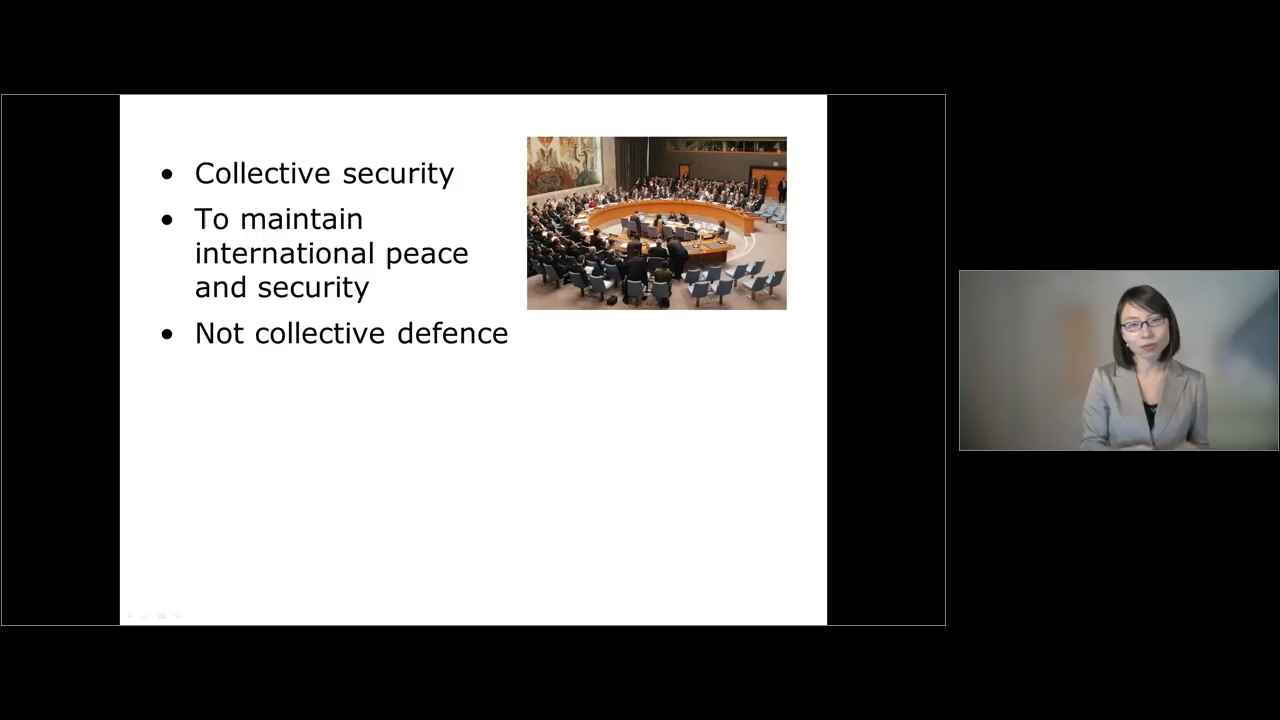 Collective security
To maintain
international peace
and security
Not collective defence